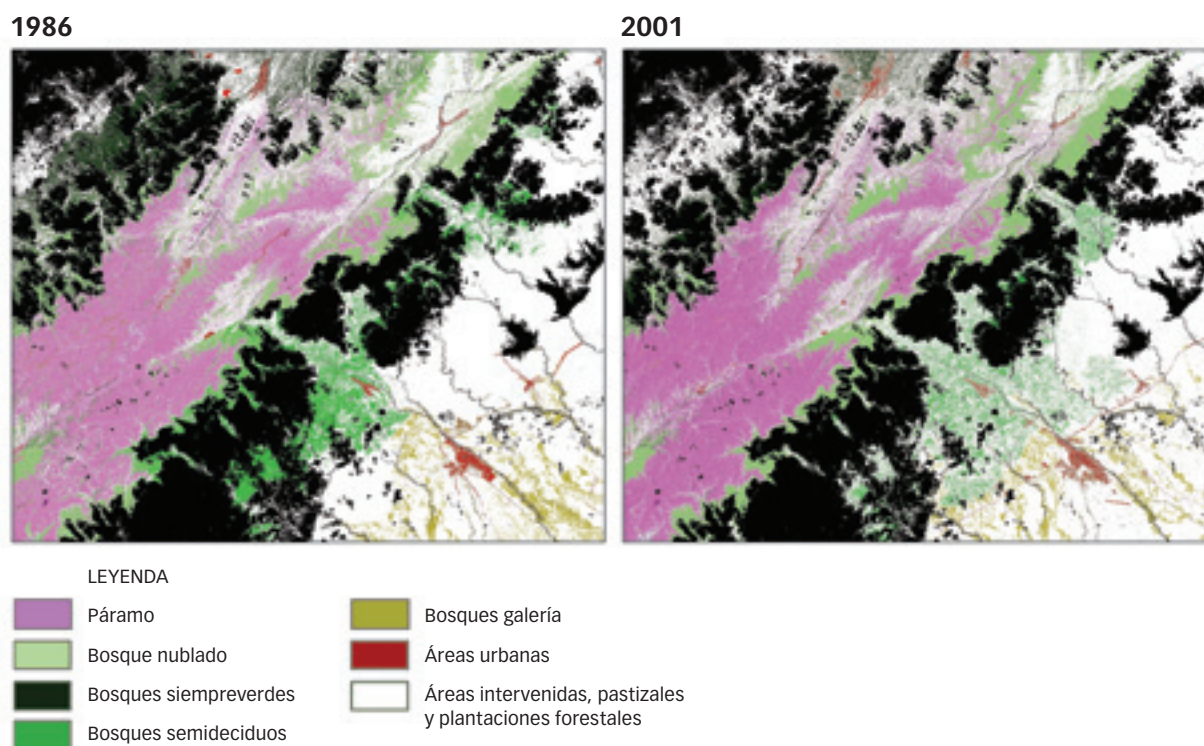 1986
2001
LEYENDA
Páramo
Bosque nublado
Bosques siempreverdes
Bosques semideciduos
Bosques galería
Áreas urbanas
Áreas intervenidas, pastizales
y plantaciones forestales